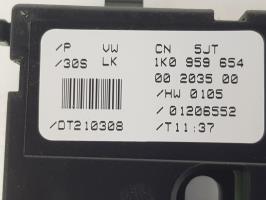 /P VW CN 5JT
/30S LK 1K0 959 654
00 2035 00
/HW 0105
/ 01206552
/DT210308 /T11:37